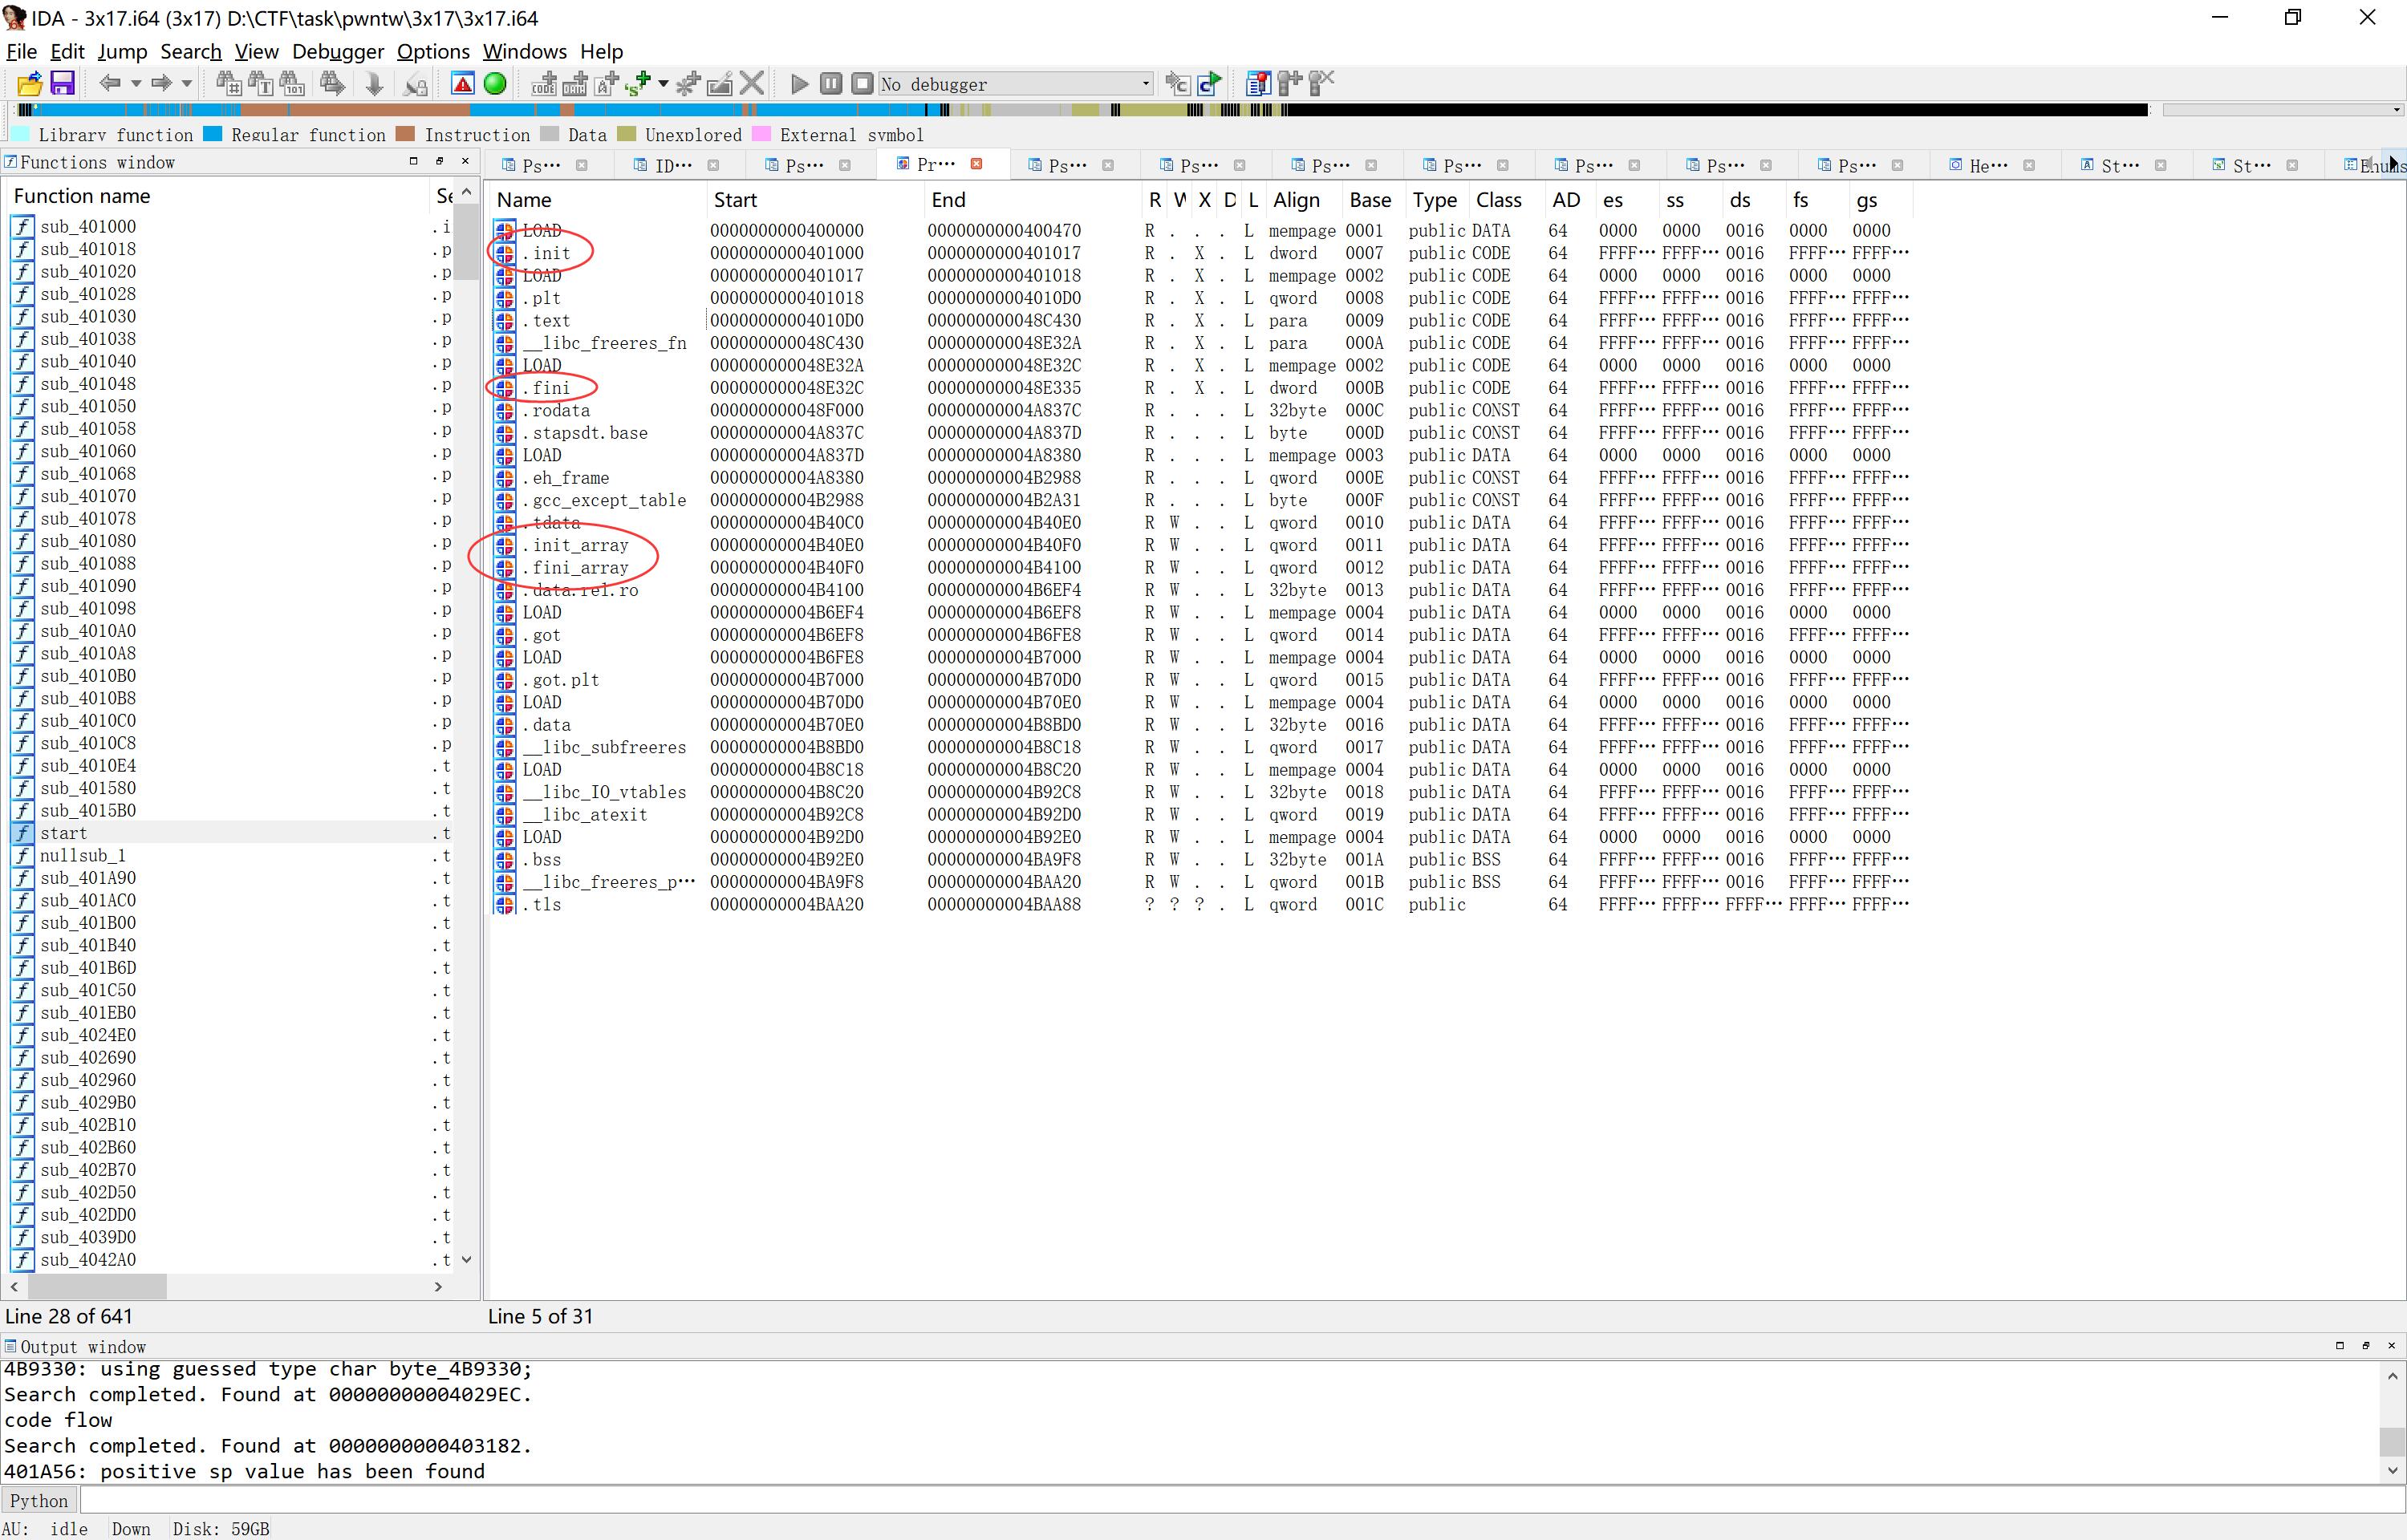 IDA - 3x17.i64 (3x17) D:\CTF\task\pwntw\3x17\3x17.i64
File Edit Jump Search View Debugger Options Windows Help
No debugger
Library function Regular function Instruction Data Unexplored External symbol
Functions window
Ps··· ID··· Ps··· Pr··· Ps··· Ps··· Ps··· Ps··· Ps··· Ps··· Ps··· He··· St··· St··· Enums
Function name Se
sub_401000 .i
sub_401018 .p
sub_401020 .p
sub_401028 .p
sub_401030 .p
sub_401038 .p
sub_401040 .p
sub_401048 .p
sub_401050 .p
sub_401058 .p
sub_401060 .p
sub_401068 .p
sub_401070 .p
sub_401078 .p
sub_401080 .p
sub_401088 .p
sub_401090 .p
sub_401098 .p
sub_4010A0 .p
sub_4010A8 .p
sub_4010B0 .p
sub_4010B8 .p
sub_4010C0 .p
sub_4010C8 .p
sub_4010E4 .t
sub_401580 .t
sub_4015B0 .t
start .t
nullsub_1 .t
sub_401A90 .t
sub_401AC0 .t
sub_401B00 .t
sub_401B40 .t
sub_401B6D .t
sub_401C50 .t
sub_401EB0 .t
sub_4024E0 .t
sub_402690 .t
sub_402960 .t
sub_4029B0 .t
sub_402B10 .t
sub_402B60 .t
sub_402B70 .t
sub_402D50 .t
sub_402DD0 .t
sub_4039D0 .t
sub_4042A0 .t
Line 28 of 641
Name Start End R W X D L Align Base Type Class AD es ss ds fs gs
LOAD 0000000000400000 0000000000400470 R . . . L mempage 0001 public DATA 64 0000 0000 0016 0000 0000
.init 0000000000401000 0000000000401017 R . X . L dword 0007 public CODE 64 FFFF··· FFFF··· 0016 FFFF··· FFFF···
LOAD 0000000000401017 0000000000401018 R . X . L mempage 0002 public CODE 64 0000 0000 0016 0000 0000
.plt 0000000000401018 00000000004010D0 R . X . L qword 0008 public CODE 64 FFFF··· FFFF··· 0016 FFFF··· FFFF···
.text 00000000004010D0 000000000048C430 R . X . L para 0009 public CODE 64 FFFF··· FFFF··· 0016 FFFF··· FFFF···
__libc_freeres_fn 000000000048C430 000000000048E32A R . X . L para 000A public CODE 64 FFFF··· FFFF··· 0016 FFFF··· FFFF···
LOAD 000000000048E32A 000000000048E32C R . X . L mempage 0002 public CODE 64 0000 0000 0016 0000 0000
.fini 000000000048E32C 000000000048E335 R . X . L dword 000B public CODE 64 FFFF··· FFFF··· 0016 FFFF··· FFFF···
.rodata 000000000048F000 00000000004A837C R . . . L 32byte 000C public CONST 64 FFFF··· FFFF··· 0016 FFFF··· FFFF···
.stapsdt.base 00000000004A837C 00000000004A837D R . . . L byte 000D public CONST 64 FFFF··· FFFF··· 0016 FFFF··· FFFF···
LOAD 00000000004A837D 00000000004A8380 R . . . L mempage 0003 public DATA 64 0000 0000 0016 0000 0000
.eh_frame 00000000004A8380 00000000004B2988 R . . . L qword 000E public CONST 64 FFFF··· FFFF··· 0016 FFFF··· FFFF···
.gcc_except_table 00000000004B2988 00000000004B2A31 R . . . L byte 000F public CONST 64 FFFF··· FFFF··· 0016 FFFF··· FFFF···
.tdata 00000000004B40C0 00000000004B40E0 R W . . L qword 0010 public DATA 64 FFFF··· FFFF··· 0016 FFFF··· FFFF···
.init_array 00000000004B40E0 00000000004B40F0 R W . . L qword 0011 public DATA 64 FFFF··· FFFF··· 0016 FFFF··· FFFF···
.fini_array 00000000004B40F0 00000000004B4100 R W . . L qword 0012 public DATA 64 FFFF··· FFFF··· 0016 FFFF··· FFFF···
.data.rel.ro 00000000004B4100 00000000004B6EF4 R W . . L 32byte 0013 public DATA 64 FFFF··· FFFF··· 0016 FFFF··· FFFF···
LOAD 00000000004B6EF4 00000000004B6EF8 R W . . L mempage 0004 public DATA 64 0000 0000 0016 0000 0000
.got 00000000004B6EF8 00000000004B6FE8 R W . . L qword 0014 public DATA 64 FFFF··· FFFF··· 0016 FFFF··· FFFF···
LOAD 00000000004B6FE8 00000000004B7000 R W . . L mempage 0004 public DATA 64 0000 0000 0016 0000 0000
.got.plt 00000000004B7000 00000000004B70D0 R W . . L qword 0015 public DATA 64 FFFF··· FFFF··· 0016 FFFF··· FFFF···
LOAD 00000000004B70D0 00000000004B70E0 R W . . L mempage 0004 public DATA 64 0000 0000 0016 0000 0000
.data 00000000004B70E0 00000000004B8BD0 R W . . L 32byte 0016 public DATA 64 FFFF··· FFFF··· 0016 FFFF··· FFFF···
__libc_subfreeres 00000000004B8BD0 00000000004B8C18 R W . . L qword 0017 public DATA 64 FFFF··· FFFF··· 0016 FFFF··· FFFF···
LOAD 00000000004B8C18 00000000004B8C20 R W . . L mempage 0004 public DATA 64 0000 0000 0016 0000 0000
__libc_IO_vtables 00000000004B8C20 00000000004B92C8 R W . . L 32byte 0018 public DATA 64 FFFF··· FFFF··· 0016 FFFF··· FFFF···
__libc_atexit 00000000004B92C8 00000000004B92D0 R W . . L qword 0019 public DATA 64 FFFF··· FFFF··· 0016 FFFF··· FFFF···
LOAD 00000000004B92D0 00000000004B92E0 R W . . L mempage 0004 public DATA 64 0000 0000 0016 0000 0000
.bss 00000000004B92E0 00000000004BA9F8 R W . . L 32byte 001A public BSS 64 FFFF··· FFFF··· 0016 FFFF··· FFFF···
__libc_freeres_p··· 00000000004BA9F8 00000000004BAA20 R W . . L qword 001B public BSS 64 FFFF··· FFFF··· 0016 FFFF··· FFFF···
.tls 00000000004BAA20 00000000004BAA88 ? ? ? . L qword 001C public 64 FFFF··· FFFF··· FFFF··· FFFF··· FFFF···
Line 5 of 31
Output window
4B9330: using guessed type char byte_4B9330;
Search completed. Found at 00000000004029EC.
code flow
Search completed. Found at 0000000000403182.
401A56: positive sp value has been found
Python
AU: idle Down Disk: 59GB